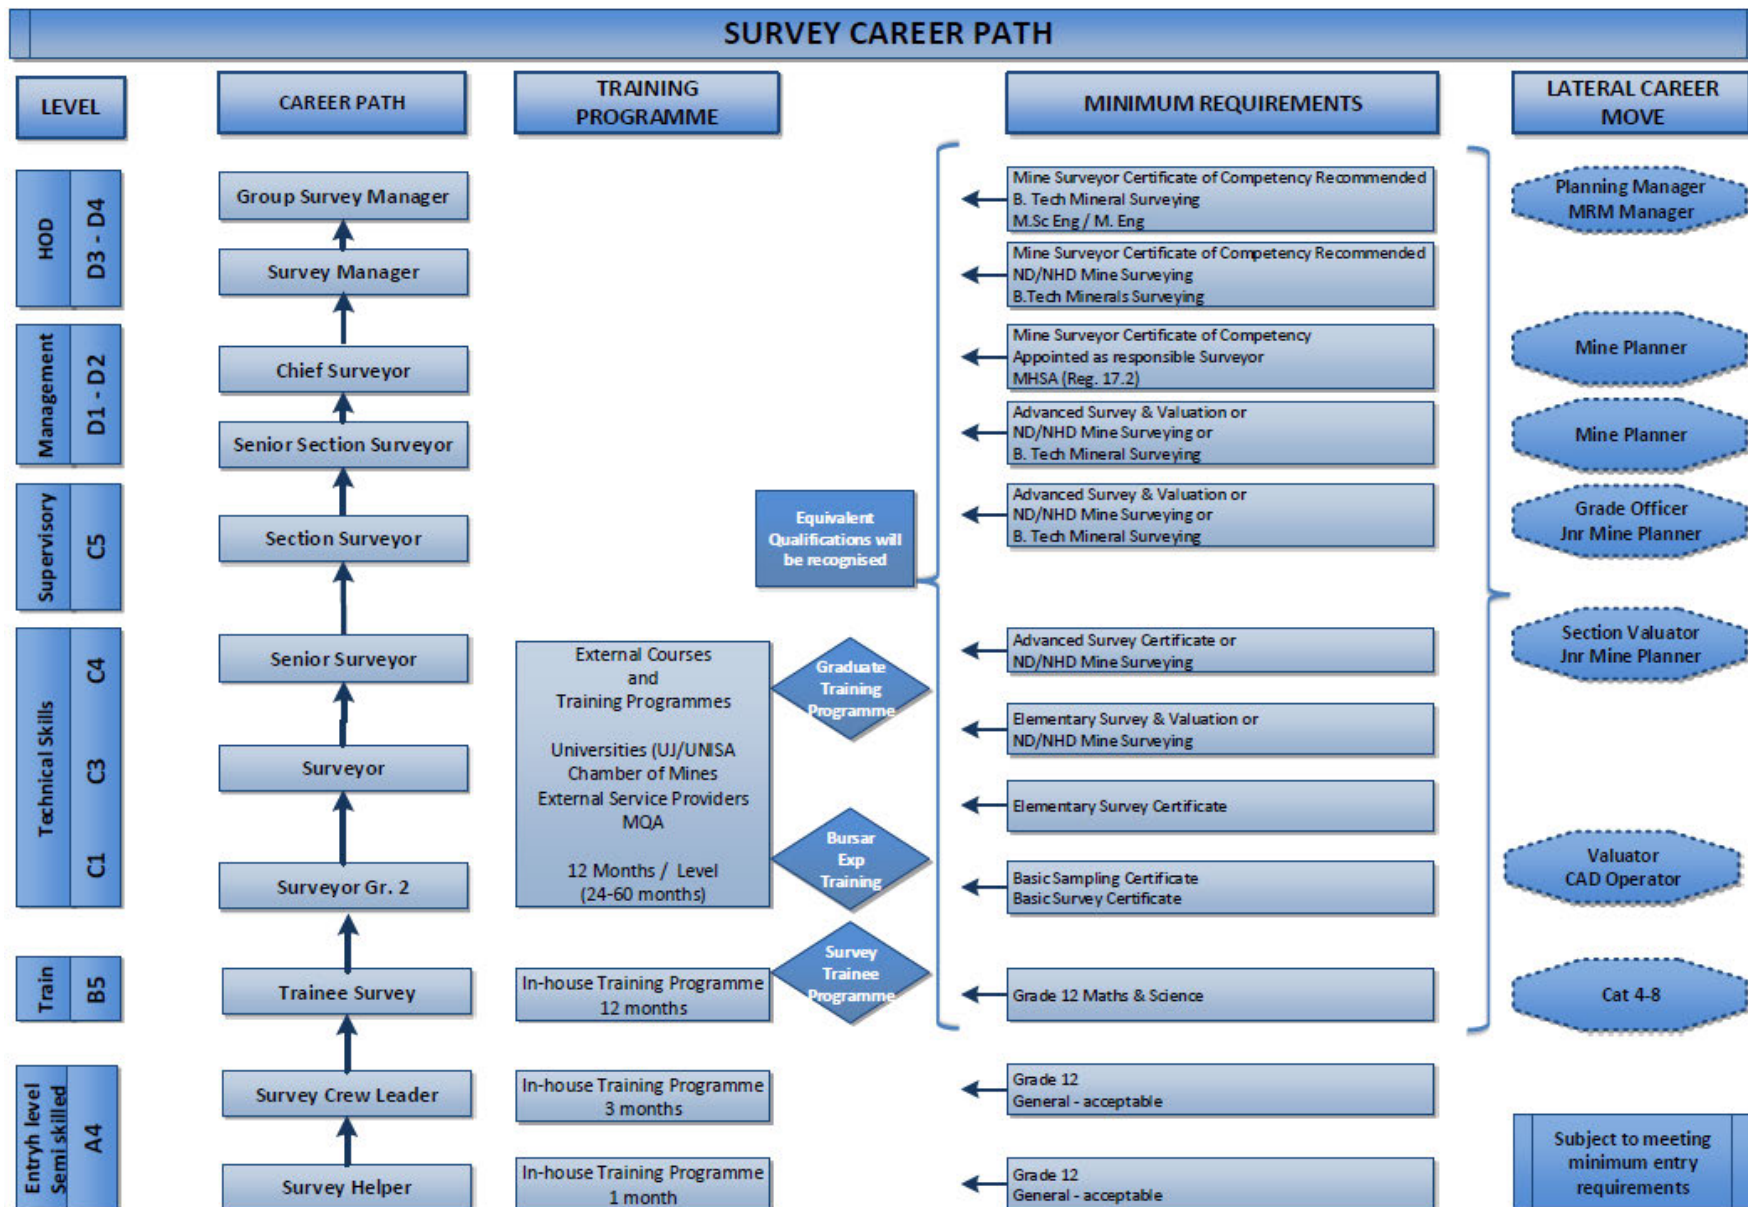 SURVEY CAREER PATH
LEVEL
CAREER PATH
TRAINING
PROGRAMME
MINIMUM REQUIREMENTS
LATERAL CAREER
MOVE
HOD
D3 - D4
Group Survey Manager
Mine Surveyor Certificate of Competency Recommended
B. Tech Mineral Surveying
M.Sc Eng / M. Eng
Planning Manager
MRM Manager
Survey Manager
Mine Surveyor Certificate of Competency Recommended
ND/NHD Mine Surveying
B.Tech Minerals Surveying
Management
D1 - D2
Chief Surveyor
Mine Surveyor Certificate of Competency
Appointed as responsible Surveyor
MHSA (Reg. 17.2)
Mine Planner
Senior Section Surveyor
Advanced Survey & Valuation or
ND/NHD Mine Surveying or
B. Tech Mineral Surveying
Mine Planner
Supervisory
C5
Section Surveyor
Equivalent
Qualifications will
be recognised
Advanced Survey & Valuation or
ND/NHD Mine Surveying or
B. Tech Mineral Surveying
Grade Officer
Jnr Mine Planner
Technical Skills
C4
C3
C1
Senior Surveyor
External Courses
and
Training Programmes
Universities (UJ/UNISA
Chamber of Mines
External Service Providers
MQA
12 Months / Level
(24-60 months)
Graduate
Training
Programme
Advanced Survey Certificate or
ND/NHD Mine Surveying
Section Valuator
Jnr Mine Planner
Surveyor
Elementary Survey & Valuation or
ND/NHD Mine Surveying
Elementary Survey Certificate
Bursar
Exp
Training
Surveyor Gr. 2
Basic Sampling Certificate
Basic Survey Certificate
Valuator
CAD Operator
Train
B5
Trainee Survey
In-house Training Programme
12 months
Survey
Trainee
Programme
Grade 12 Maths & Science
Cat 4-8
Entryh level
Semi skilled
A4
Survey Crew Leader
In-house Training Programme
3 months
Grade 12
General - acceptable
Survey Helper
In-house Training Programme
1 month
Grade 12
General - acceptable
Subject to meeting
minimum entry
requirements